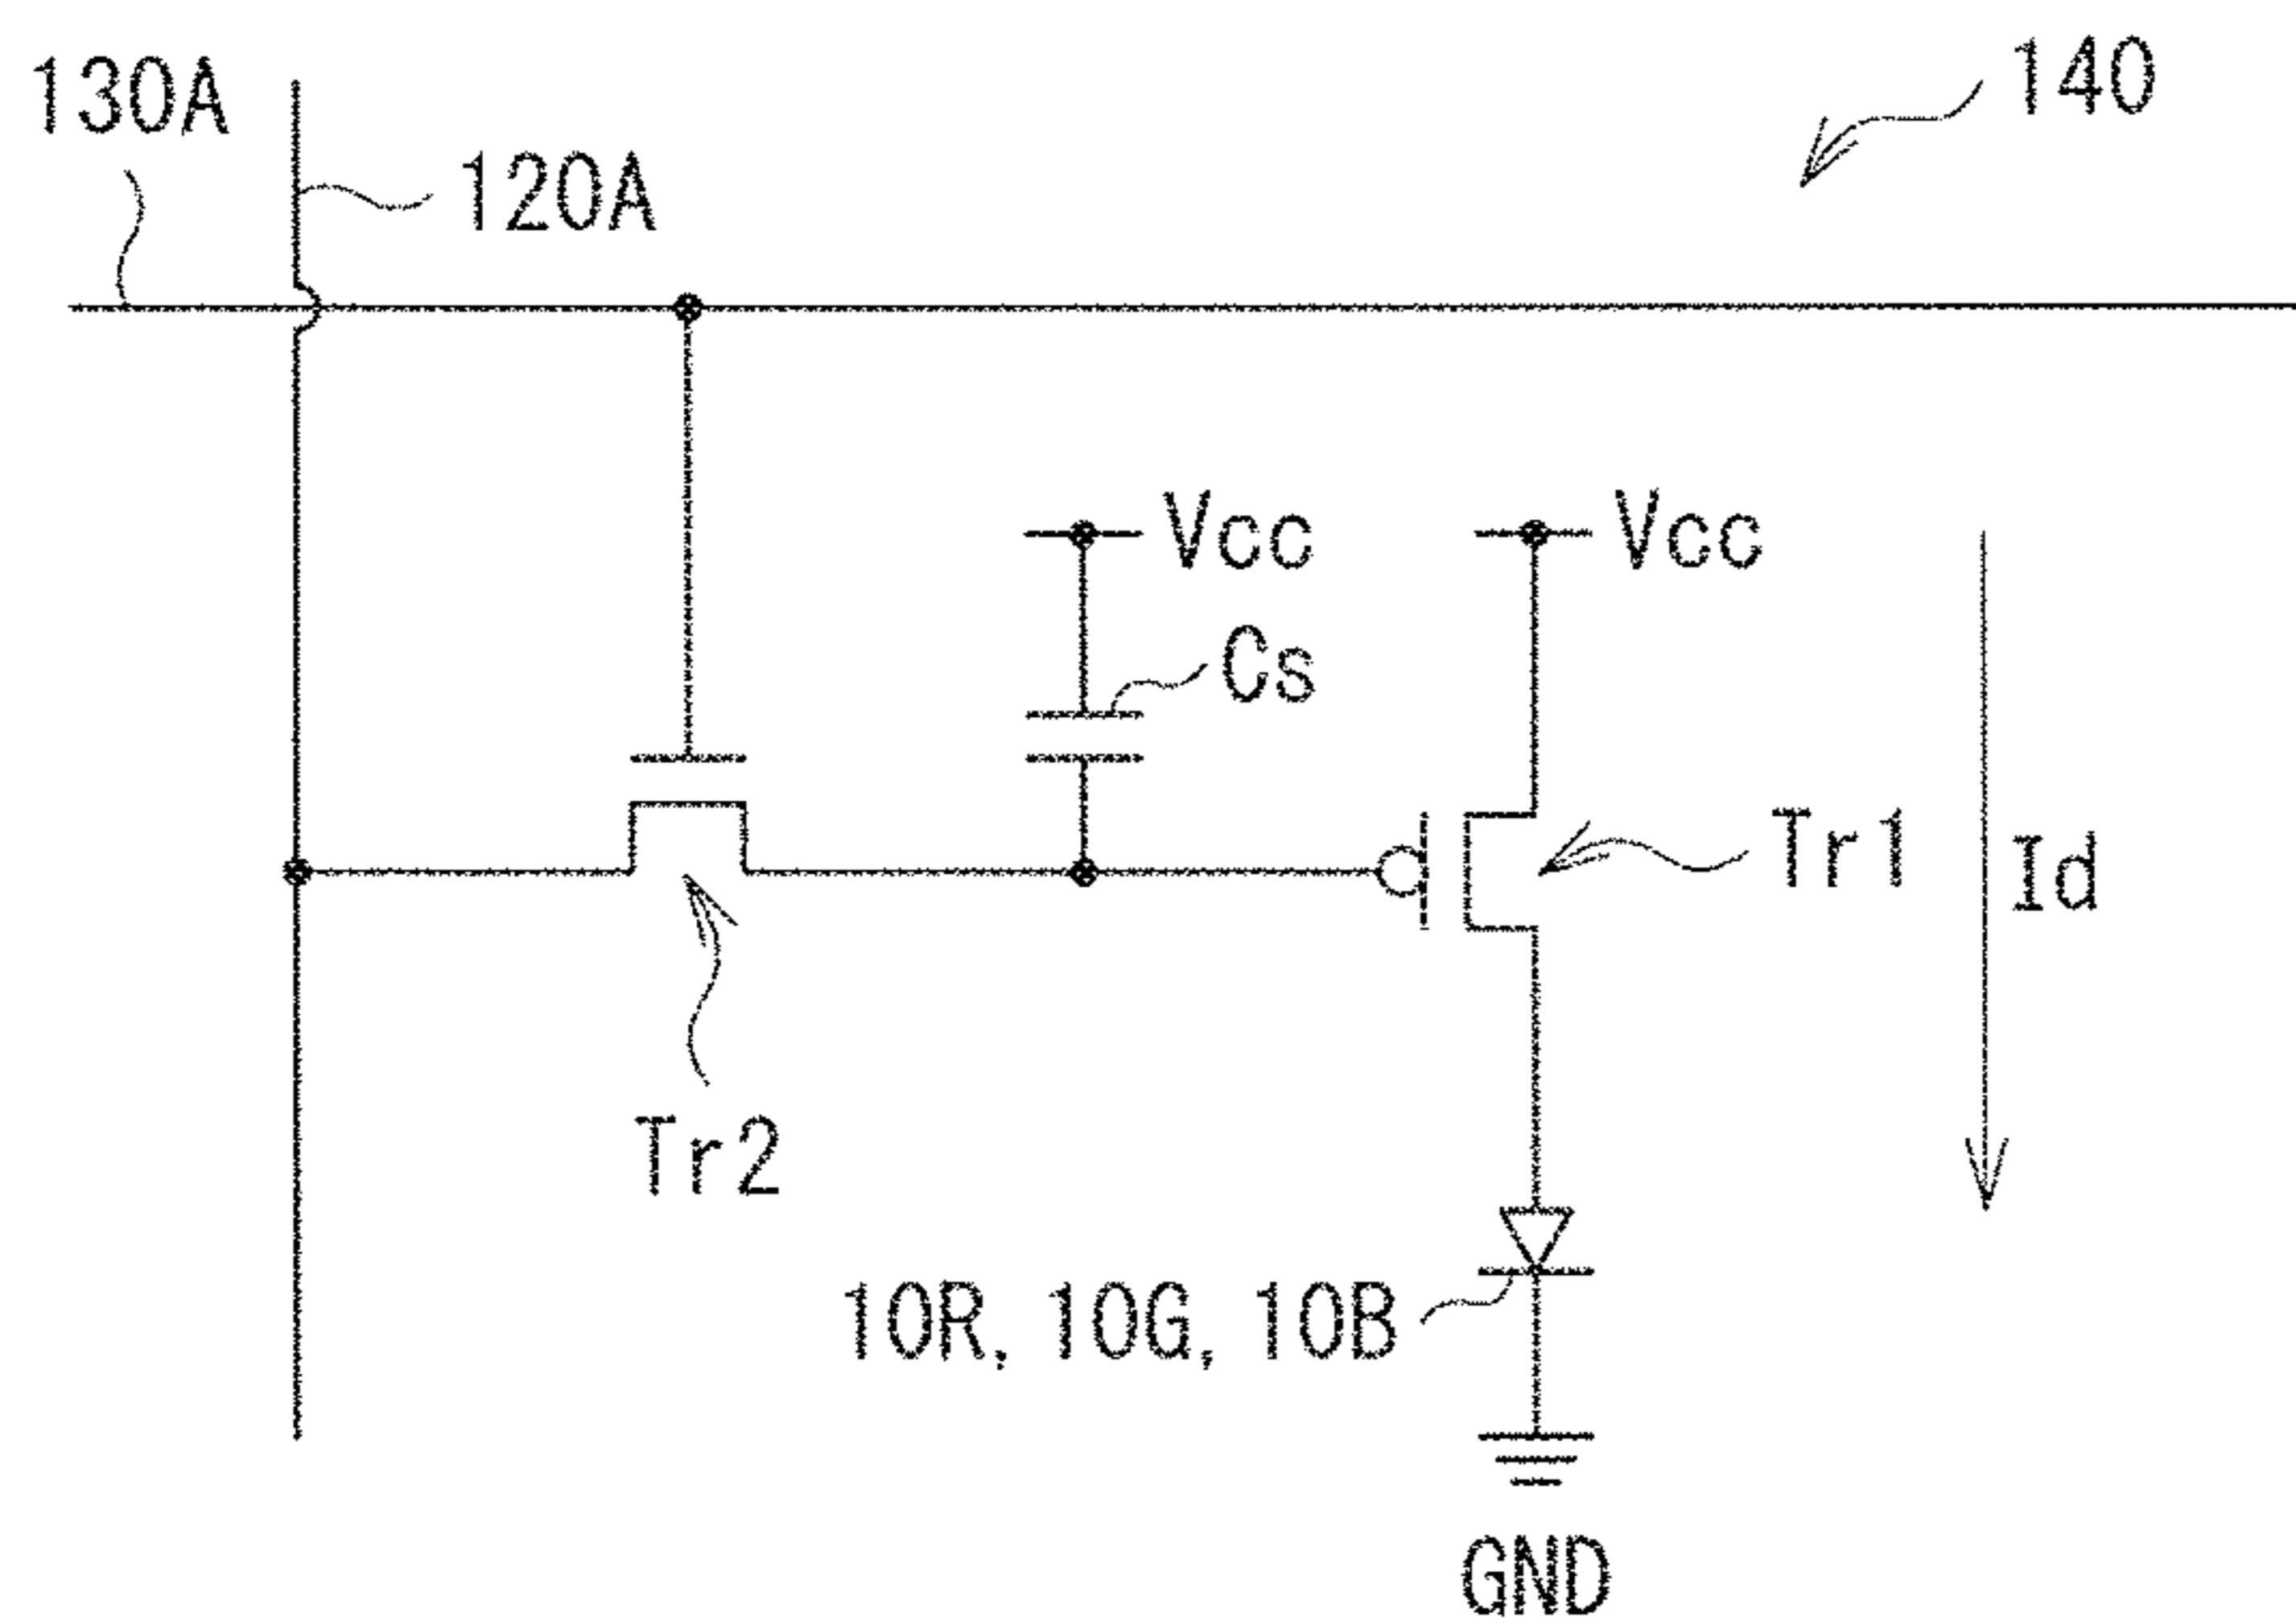 130A
120A
140
Vcc
Vcc
Cs
Tr1
Id
Tr2
10R, 10G, 10B
GND